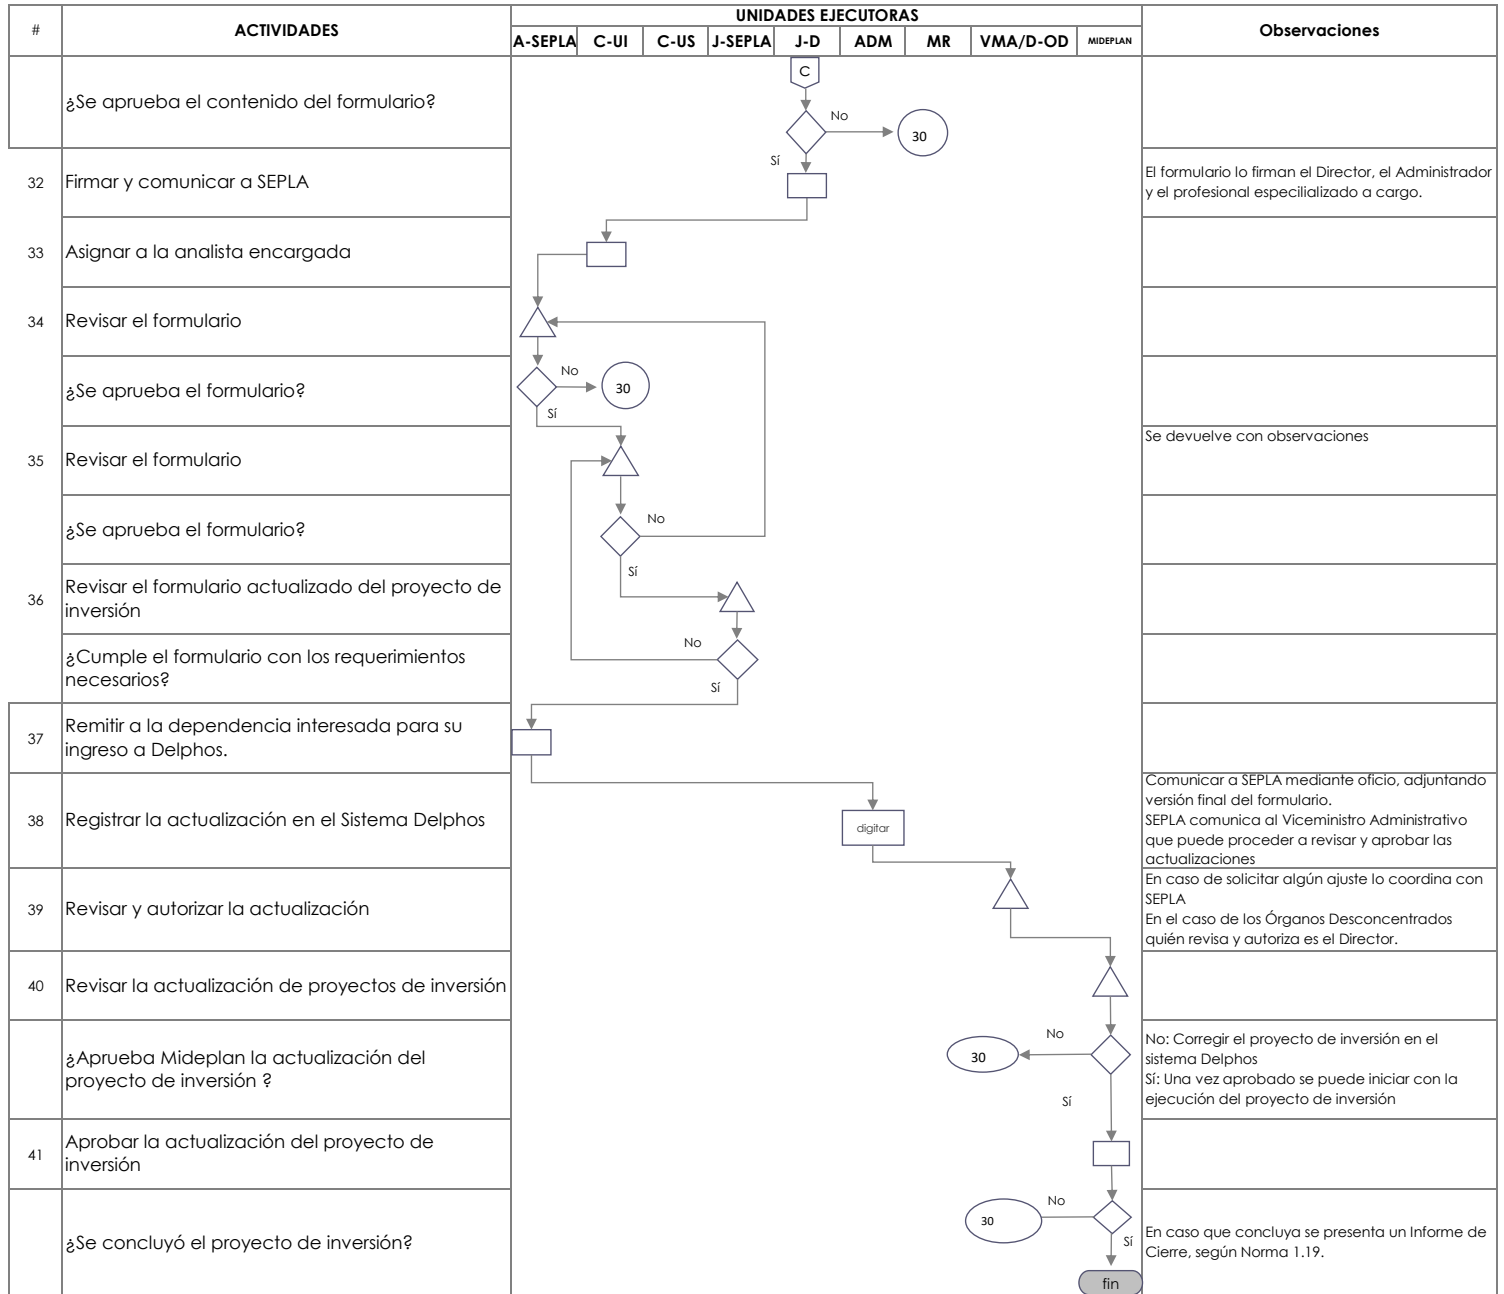 #
ACTIVIDADES
UNIDADES EJECUTORAS
Observaciones
A-SEPLA C-UI C-US J-SEPLA J-D ADM MR VMA/D-OD MIDEPLAN
C
¿Se aprueba el contenido del formulario?
No
30
Sí
32 Firmar y comunicar a SEPLA
El formulario lo firman el Director, el Administrador
y el profesional especilializado a cargo.
33 Asignar a la analista encargada
34 Revisar el formulario
¿Se aprueba el formulario?
No
30
Sí
35 Revisar el formulario
Se devuelve con observaciones
¿Se aprueba el formulario?
No
Sí
36
Revisar el formulario actualizado del proyecto de
inversión
¿Cumple el formulario con los requerimientos
necesarios?
No
Sí
37
Remitir a la dependencia interesada para su
ingreso a Delphos.
38 Registrar la actualización en el Sistema Delphos
digitar
Comunicar a SEPLA mediante oficio, adjuntando
versión final del formulario.
SEPLA comunica al Viceministro Administrativo
que puede proceder a revisar y aprobar las
actualizaciones
39 Revisar y autorizar la actualización
En caso de solicitar algún ajuste lo coordina con
SEPLA
En el caso de los Órganos Desconcentrados
quién revisa y autoriza es el Director.
40 Revisar la actualización de proyectos de inversión
¿Aprueba Mideplan la actualización del
proyecto de inversión ?
No
30
Sí
No: Corregir el proyecto de inversión en el
sistema Delphos
Sí: Una vez aprobado se puede iniciar con la
ejecución del proyecto de inversión
41
Aprobar la actualización del proyecto de
inversión
¿Se concluyó el proyecto de inversión?
No
30
Sí
fin
En caso que concluya se presenta un Informe de
Cierre, según Norma 1.19.